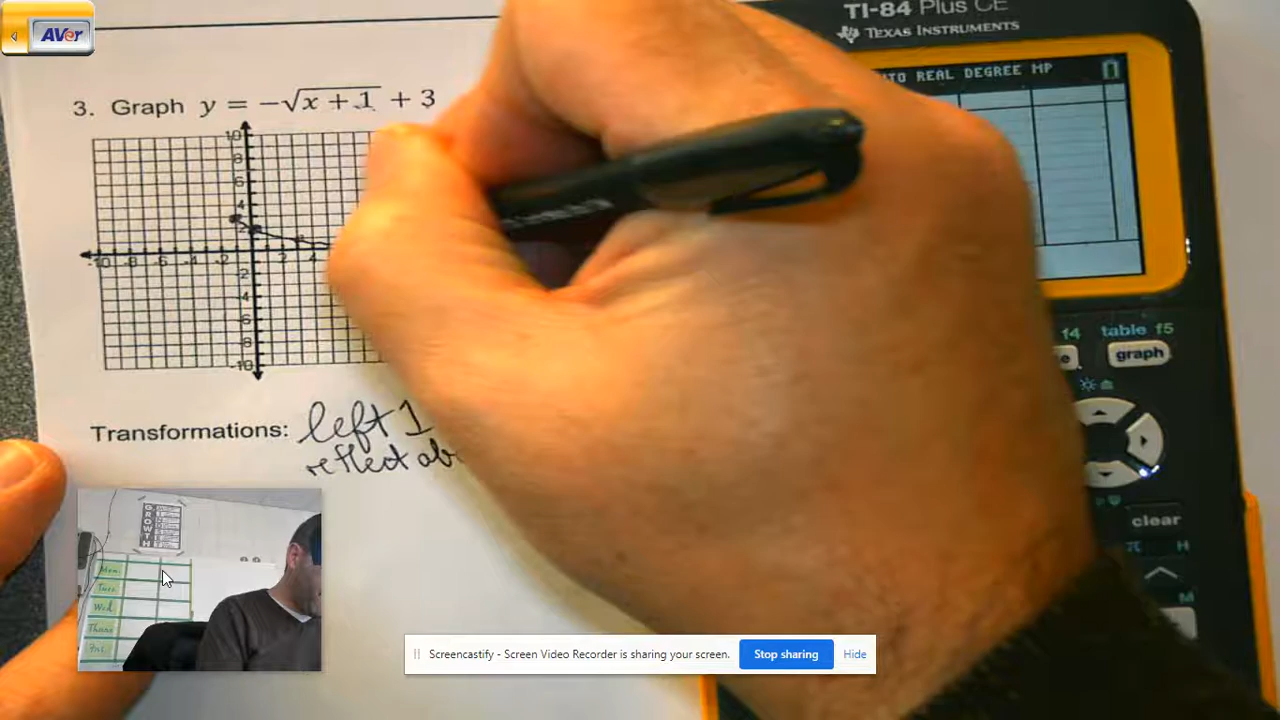 AVer
TI-84 Plus CE
TEXAS INSTRUMENTS
REAL DEGREE MP
3. Graph y = −√x + 1 + 3
10
8
6
4
2
-10 -8 -6 -4 -2 2 4
-2
-4
-6
-8
-10
f4 table f5
graph
Transformations: left 1
reflect
clear
π H
M
GROWTH
Mon.
Tues.
Wed
Thurs
Fri.
Screencastify - Screen Video Recorder is sharing your screen. Stop sharing Hide